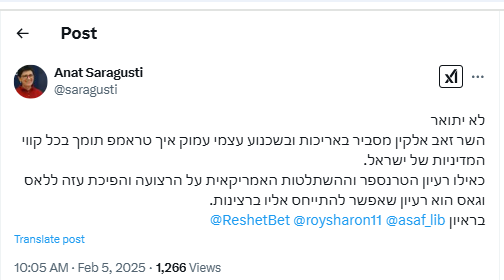 Post
Anat Saragusti
@saragusti
לא יתואר
השר זאב אלקין מסביר באריכות ובשכנוע עצמי עמוק איך טראמפ תומך בכל קווי
המדיניות של ישראל.
כאילו רעיון הטרנספר וההשתלטות האמריקאית על הרצועה והפיכת עזה ללאס
וגאס הוא רעיון שאפשר להתייחס אליו ברצינות.
בראיון @ReshetBet @roysharon11 @asaf_lib
Translate post
10:05 AM · Feb 5, 2025 · 1,266 Views